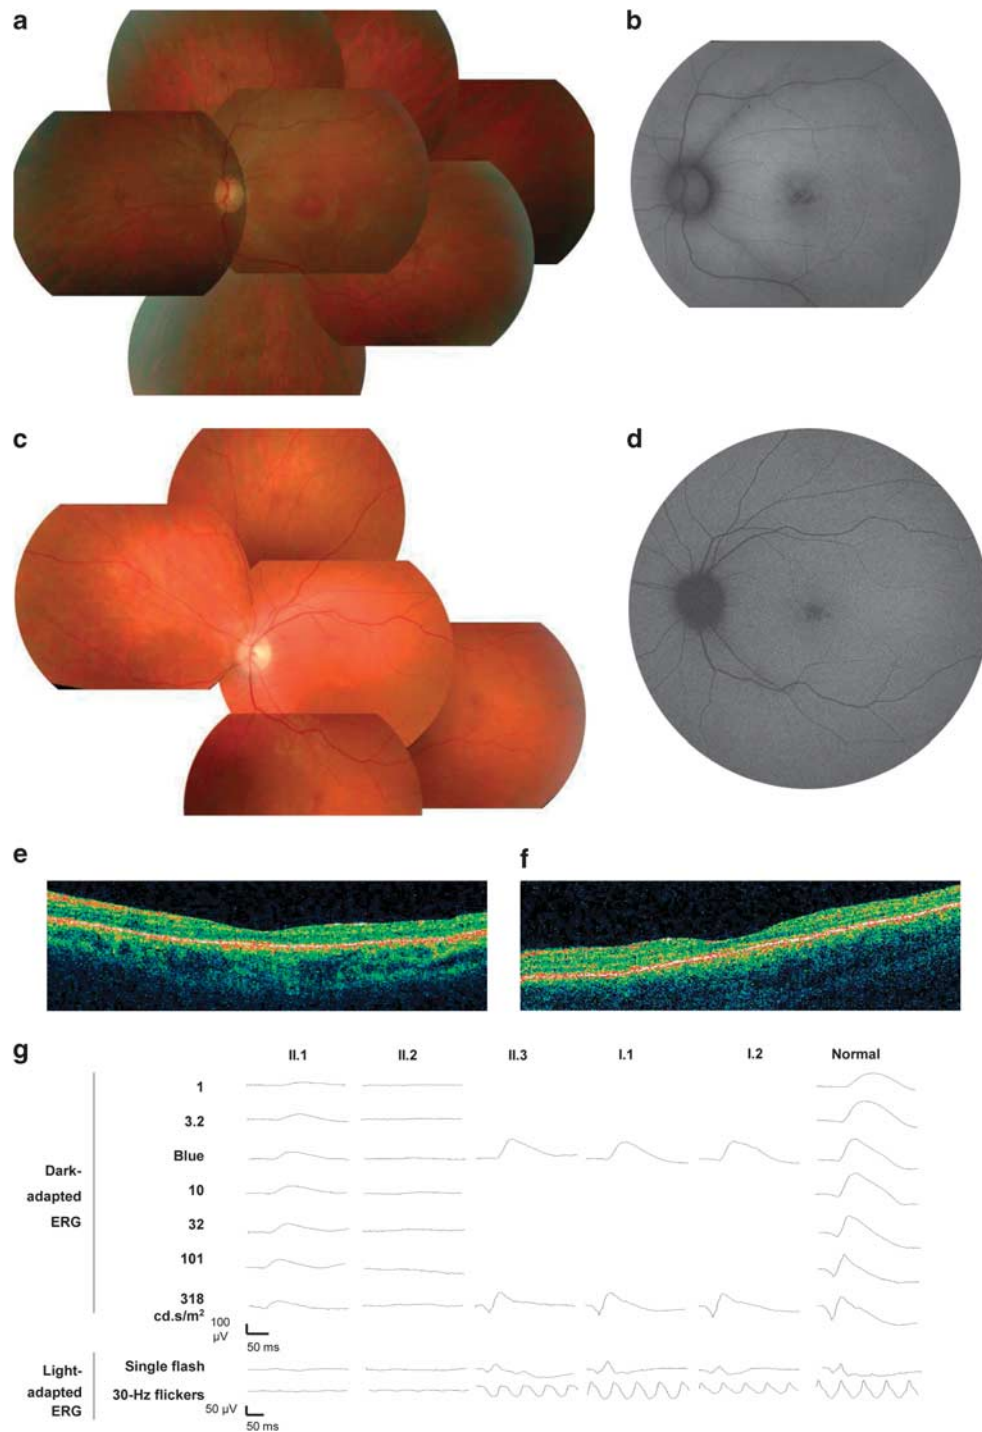 a
b
c
d
e
f
g
II.1 II.2 II.3 I.1 I.2 Normal
1
3.2
Blue
Dark-
adapted
ERG
10
32
101
318
cd.s/m²
100
µV
50 ms
Light-
adapted
ERG
Single flash
30-Hz flickers
50 µV
50 ms